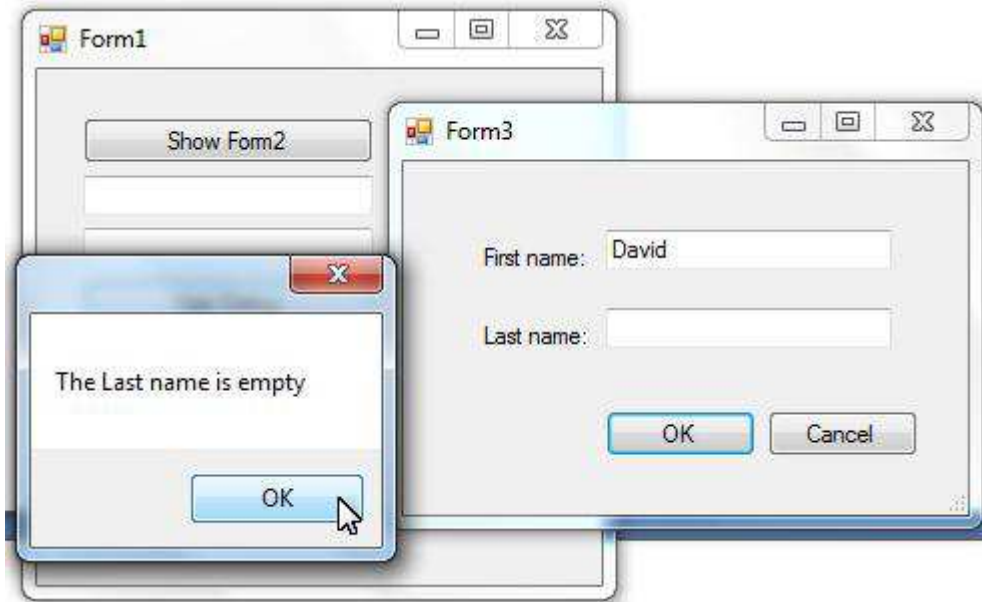 Form1
Show Form2
Form3
First name:
David
Last name:
The Last name is empty
OK
OK
Cancel